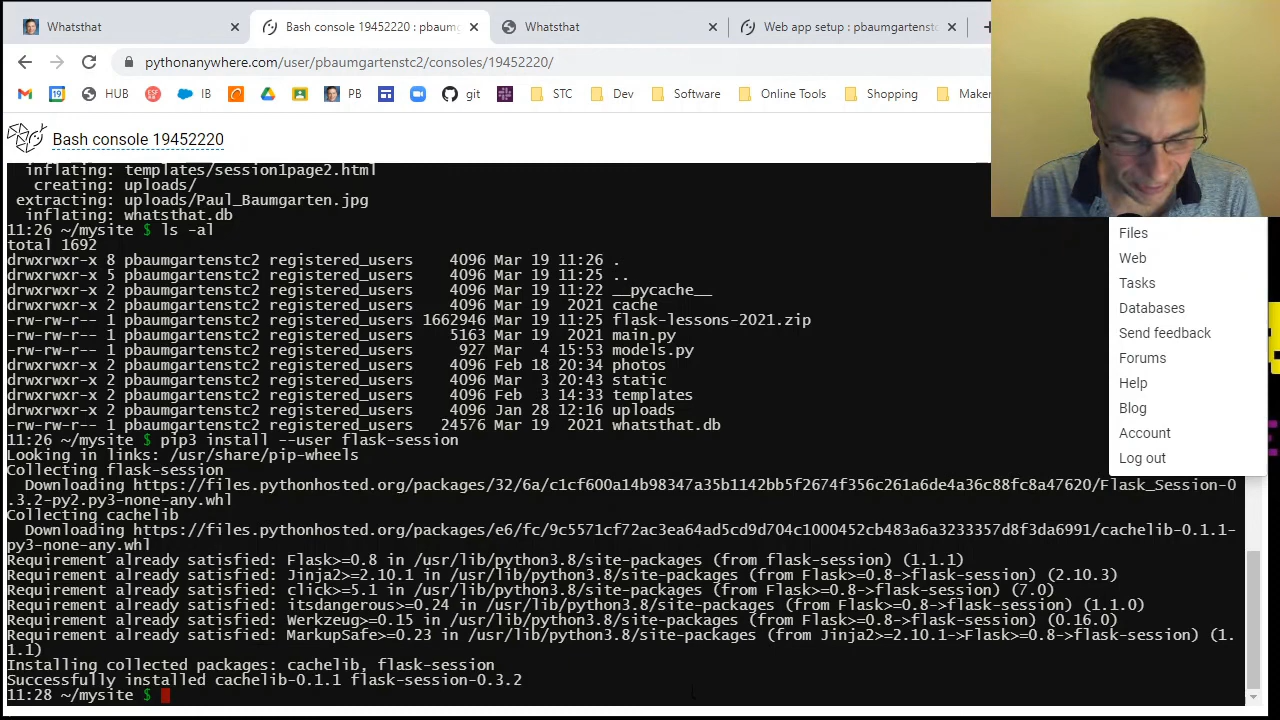 Whatsthat
Bash console 19452220 : pbaumg
Whatsthat
Web app setup : pbaumgartenstc
pythonanywhere.com/user/pbaumgartenstc2/consoles/19452220/
HUB
IB
PB
git
STC
Dev
Software
Online Tools
Shopping
Maker
Bash console 19452220
inflating: templates/session1page2.html
creating: uploads/
extracting: uploads/Paul_Baumgarten.jpg
inflating: whatsthat.db
11:26 ~/mysite $ ls -al
total 1692
drwxrwxr-x 8 pbaumgartenstc2 registered_users 4096 Mar 19 11:26 .
drwxrwxr-x 5 pbaumgartenstc2 registered_users 4096 Mar 19 11:25 ..
drwxrwxr-x 2 pbaumgartenstc2 registered_users 4096 Mar 19 11:22 __pycache__
drwxrwxr-x 2 pbaumgartenstc2 registered_users 4096 Mar 19 2021 cache
-rw-rw-r-- 1 pbaumgartenstc2 registered_users 1662946 Mar 19 11:25 flask-lessons-2021.zip
-rw-rw-r-- 1 pbaumgartenstc2 registered_users 5163 Mar 19 2021 main.py
-rw-rw-r-- 1 pbaumgartenstc2 registered_users 927 Mar 4 15:53 models.py
drwxrwxr-x 2 pbaumgartenstc2 registered_users 4096 Feb 18 20:34 photos
drwxrwxr-x 2 pbaumgartenstc2 registered_users 4096 Mar 3 20:43 static
drwxrwxr-x 2 pbaumgartenstc2 registered_users 4096 Feb 3 14:33 templates
drwxrwxr-x 2 pbaumgartenstc2 registered_users 4096 Jan 28 12:16 uploads
-rw-rw-r-- 1 pbaumgartenstc2 registered_users 24576 Mar 19 2021 whatsthat.db
11:26 ~/mysite $ pip3 install --user flask-session
Looking in links: /usr/share/pip-wheels
Collecting flask-session
Downloading https://files.pythonhosted.org/packages/32/6a/c1cf600a14b98347a35b1142bb5f2674f356c261a6de4a36c88fc8a47620/Flask_Session-0
.3.2-py2.py3-none-any.whl
Collecting cachelib
Downloading https://files.pythonhosted.org/packages/e6/fc/9c5571cf72ac3ea64ad5cd9d704c1000452cb483a6a3233357d8f3da6991/cachelib-0.1.1-
py3-none-any.whl
Requirement already satisfied: Flask>=0.8 in /usr/lib/python3.8/site-packages (from flask-session) (1.1.1)
Requirement already satisfied: Jinja2>=2.10.1 in /usr/lib/python3.8/site-packages (from Flask>=0.8->flask-session) (2.10.3)
Requirement already satisfied: click>=5.1 in /usr/lib/python3.8/site-packages (from Flask>=0.8->flask-session) (7.0)
Requirement already satisfied: itsdangerous>=0.24 in /usr/lib/python3.8/site-packages (from Flask>=0.8->flask-session) (1.1.0)
Requirement already satisfied: Werkzeug>=0.15 in /usr/lib/python3.8/site-packages (from Flask>=0.8->flask-session) (0.16.0)
Requirement already satisfied: MarkupSafe>=0.23 in /usr/lib/python3.8/site-packages (from Jinja2>=2.10.1->Flask>=0.8->flask-session) (1.
1.1)
Installing collected packages: cachelib, flask-session
Successfully installed cachelib-0.1.1 flask-session-0.3.2
11:28 ~/mysite $
Files
Web
Tasks
Databases
Send feedback
Forums
Help
Blog
Account
Log out